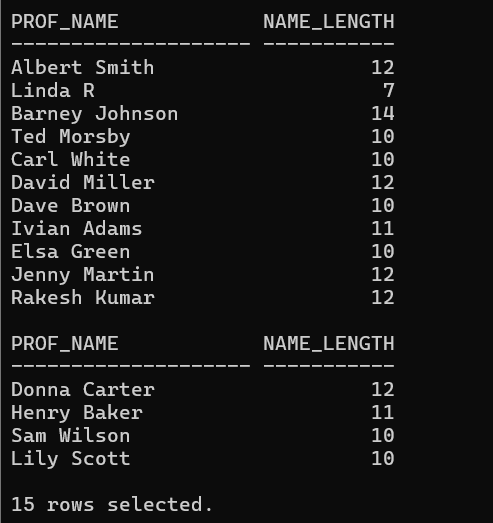 PROF_NAME            NAME_LENGTH
-------------------- -----------
Albert Smith                  12
Linda R                        7
Barney Johnson                14
Ted Morsby                    10
Carl White                    10
David Miller                  12
Dave Brown                    10
Ivian Adams                   11
Elsa Green                    10
Jenny Martin                  12
Rakesh Kumar                  12

PROF_NAME            NAME_LENGTH
-------------------- -----------
Donna Carter                  12
Henry Baker                   11
Sam Wilson                    10
Lily Scott                    10

15 rows selected.